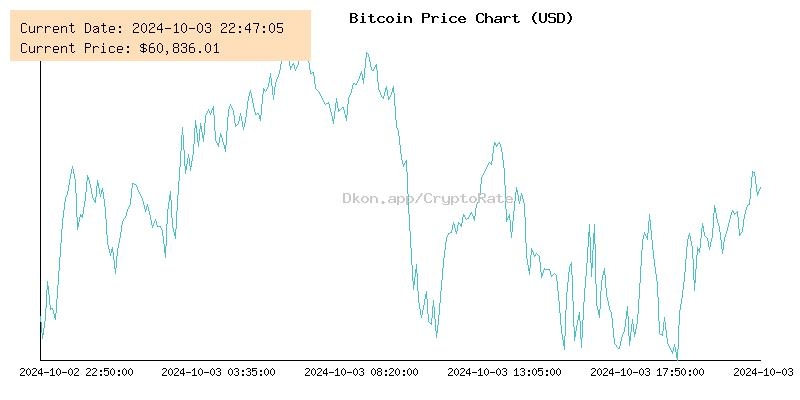 Bitcoin Price Chart (USD)
Current Date: 2024-10-03 22:47:05
Current Price: $60,836.01
Dkon.app/CryptoRate
2024-10-02 22:50:00 2024-10-03 03:35:00 2024-10-03 08:20:00 2024-10-03 13:05:00 2024-10-03 17:50:00 2024-10-03